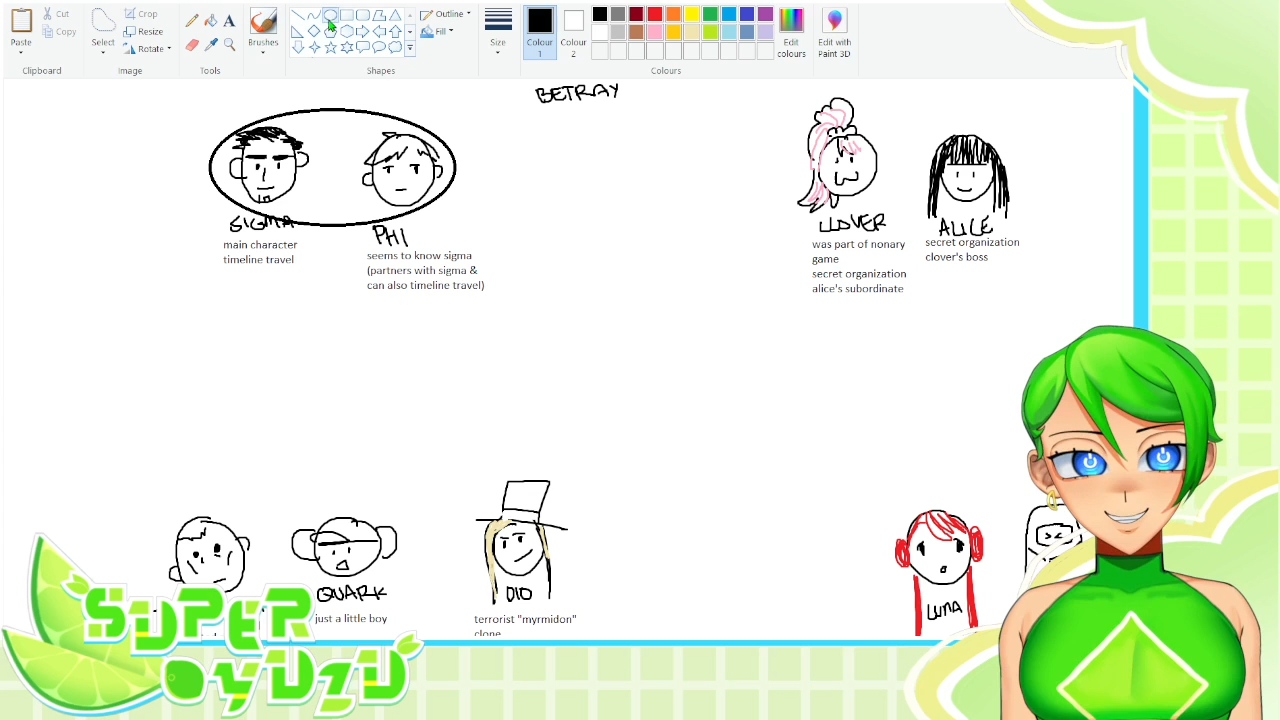 Paste
Cut
Select
Crop
Resize
Rotate
Brushes
Outline
Fill
Size
Colour
1
Colour
2
Edit
colours
Edit with
Paint 3D
Clipboard
Image
Tools
Shapes
Colours
BETRAY
SIGMA
main character
timeline travel
PHI
seems to know sigma
(partners with sigma &
can also timeline travel)
CLOVER
was part of nonary
game
secret organization
alice's subordinate
ALICE
secret organization
clover's boss
QUARK
just a little boy
DIO
terrorist "myrmidon"
clone
LUNA
SUPER
OYDZD